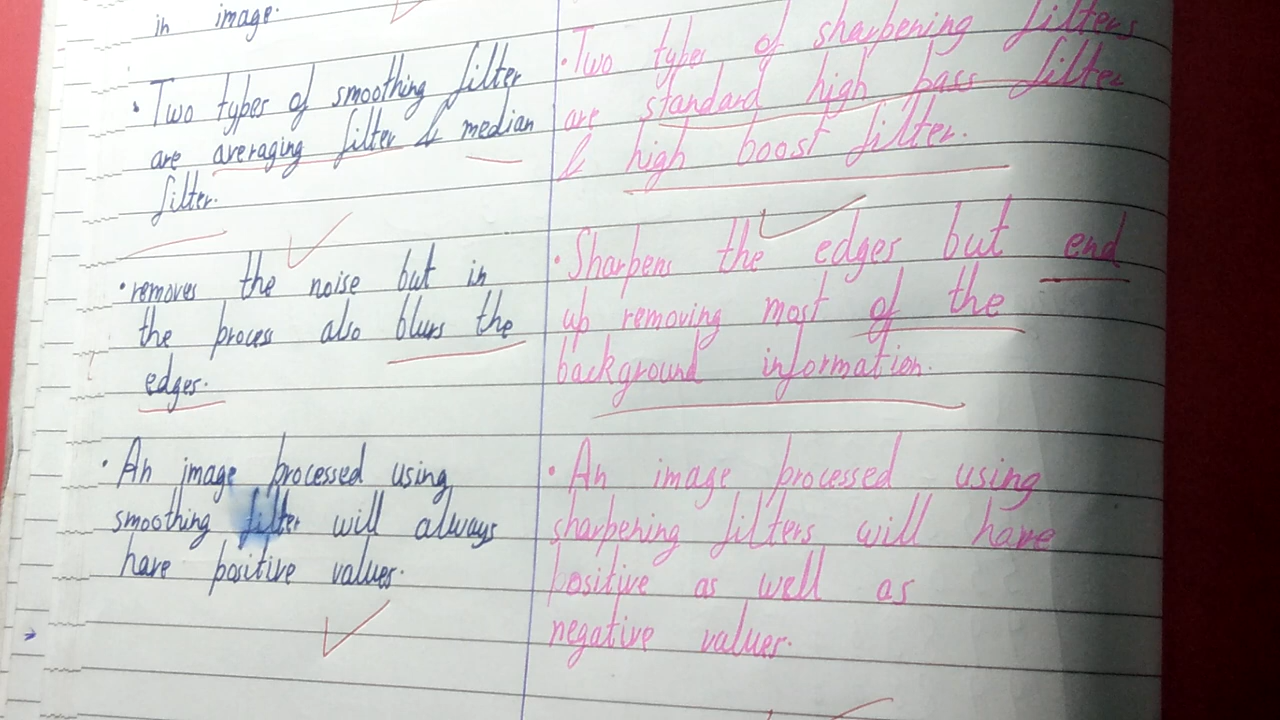 in image.
• Two types of smoothing filter
are averaging filter & median
filter.
• removes the noise but in
the process also blurs the
edges.
• An image processed using
smoothing filter will always
have positive values.
• Two types of sharpening filters
are standard high pass filter
& high boost filter.
• Sharpens the edges but end
up removing most of the
background information.
• An image processed using
sharpening filters will have
positive as well as
negative values.